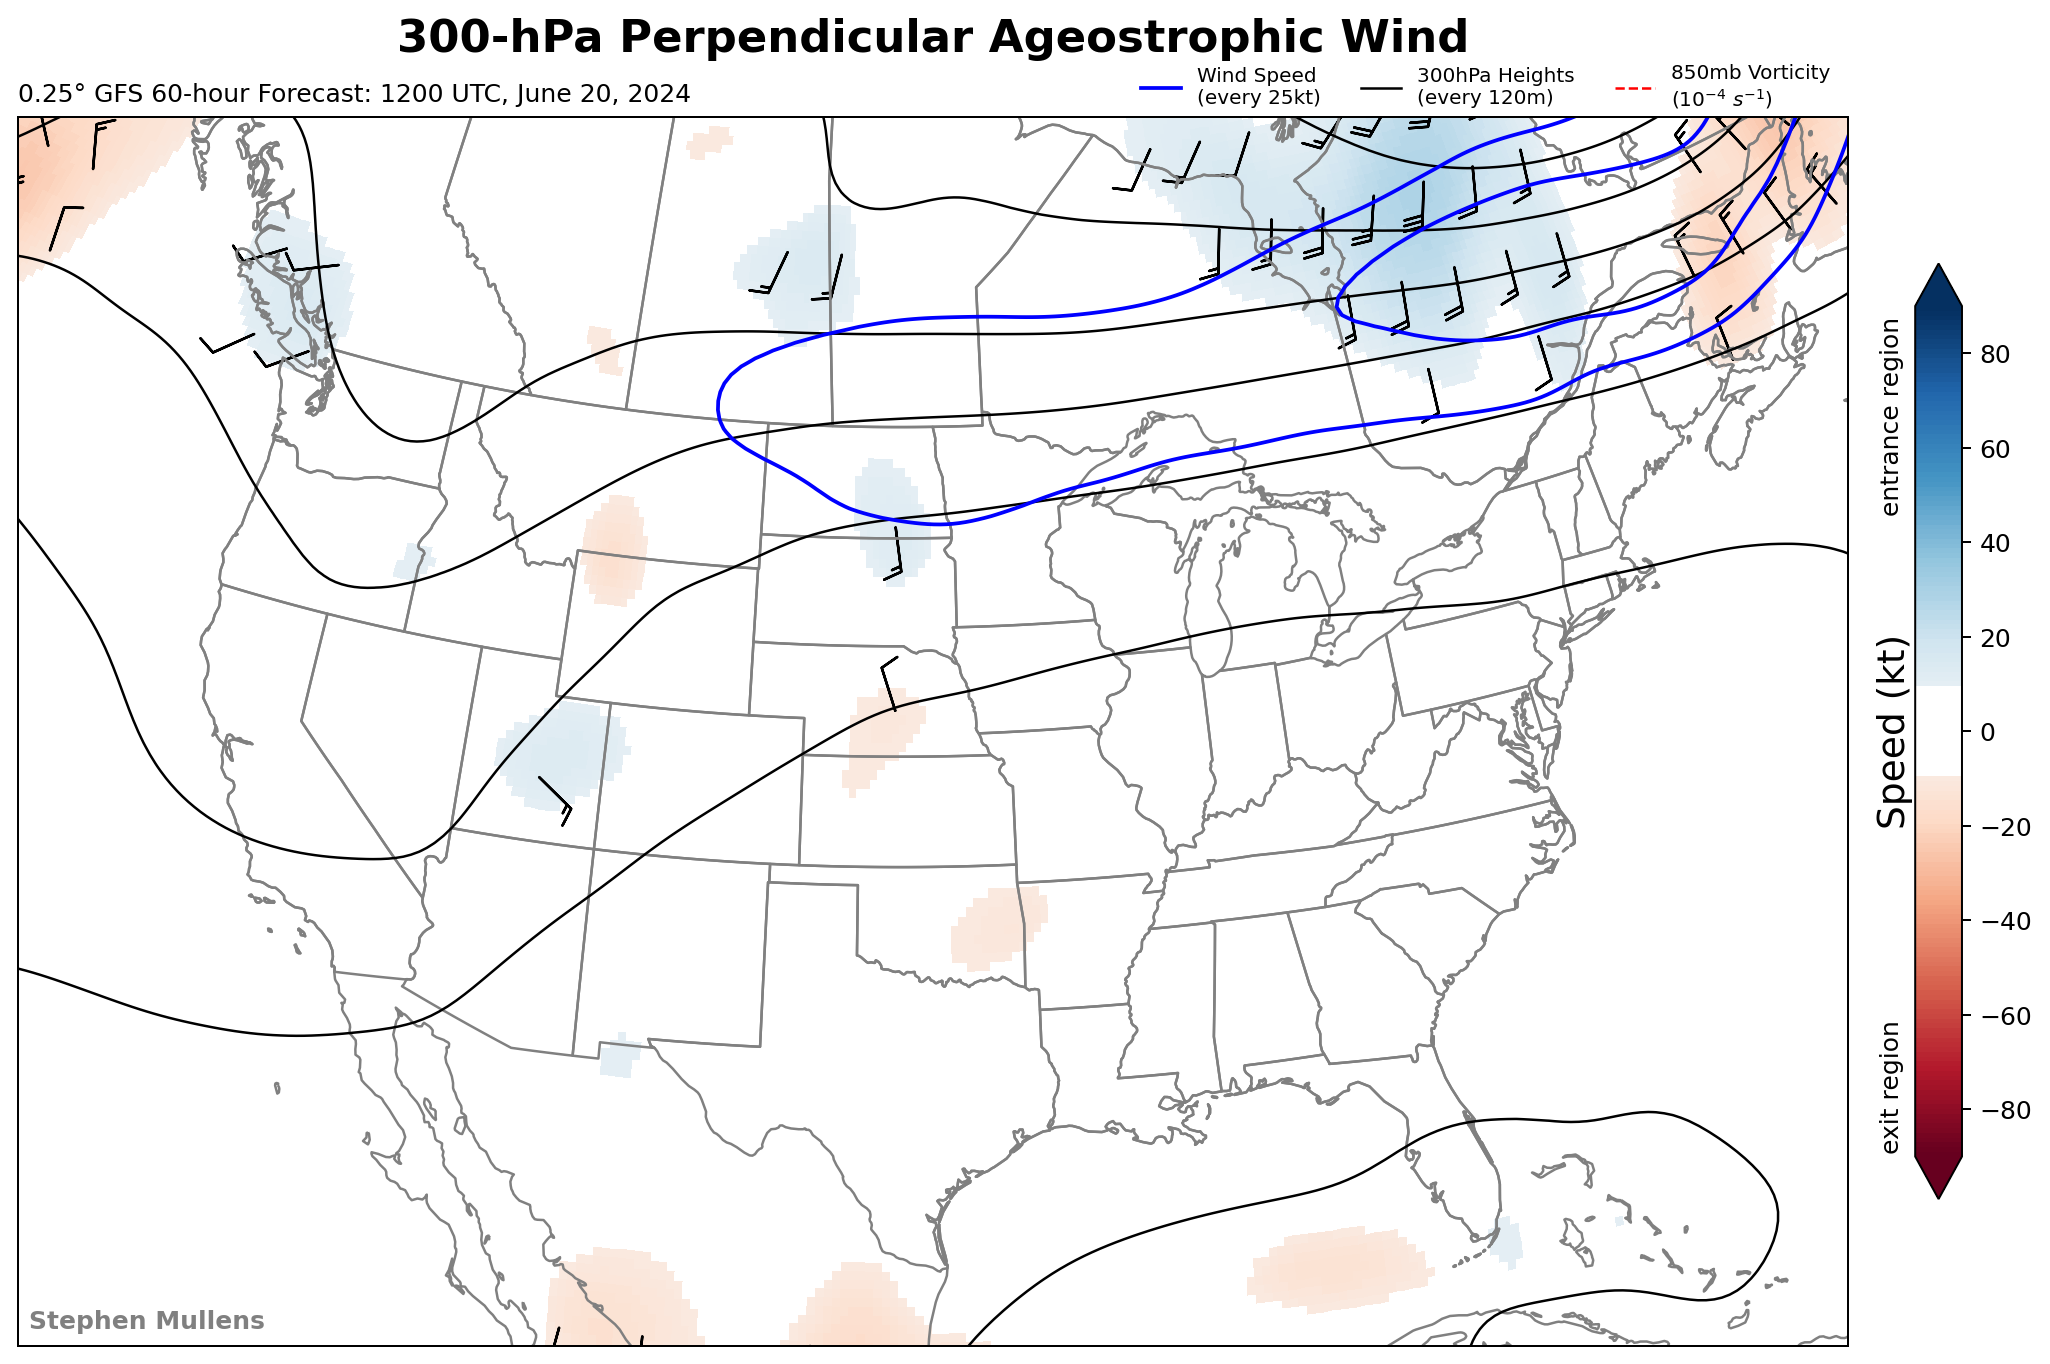 300-hPa Perpendicular Ageostrophic Wind
0.25° GFS 60-hour Forecast: 1200 UTC, June 20, 2024
Wind Speed
(every 25kt)
300hPa Heights
(every 120m)
850mb Vorticity
(10⁻⁴ s⁻¹)
entrance region
Speed (kt)
exit region
80
60
40
20
0
−20
−40
−60
−80
Stephen Mullens